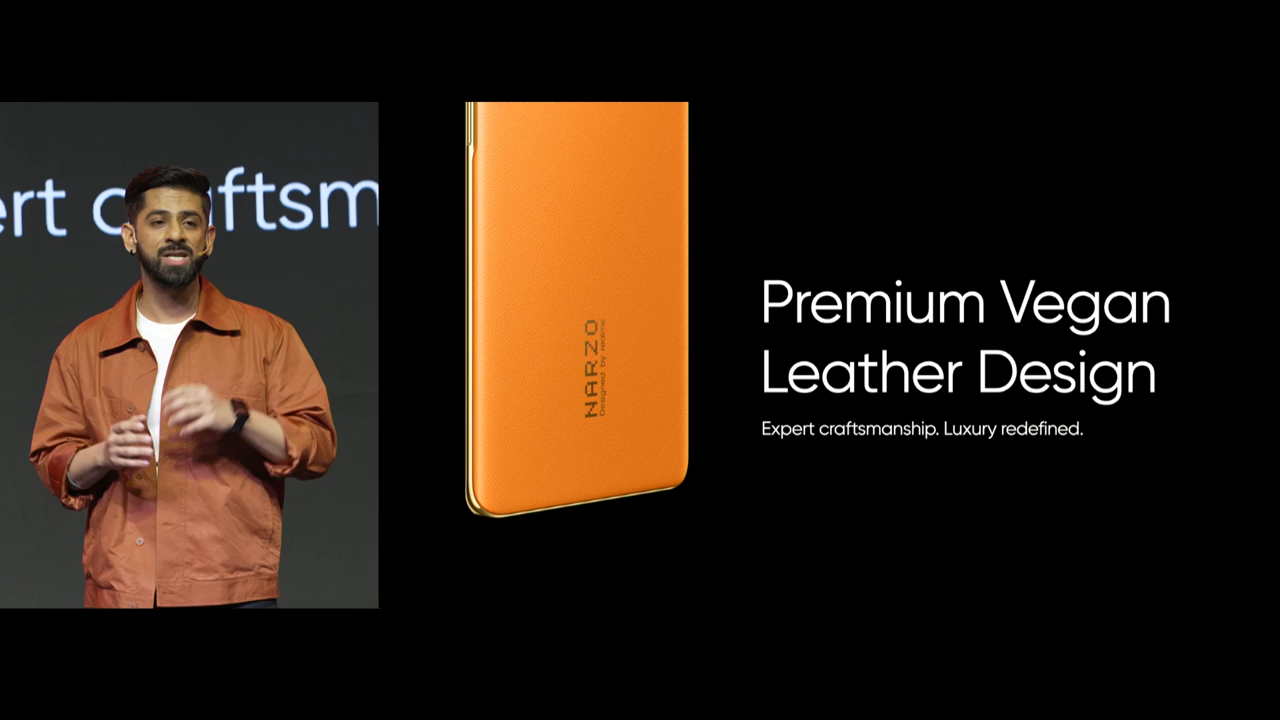 ert craftsm
NARZO
Designed by realme
Premium Vegan
Leather Design
Expert craftsmanship. Luxury redefined.